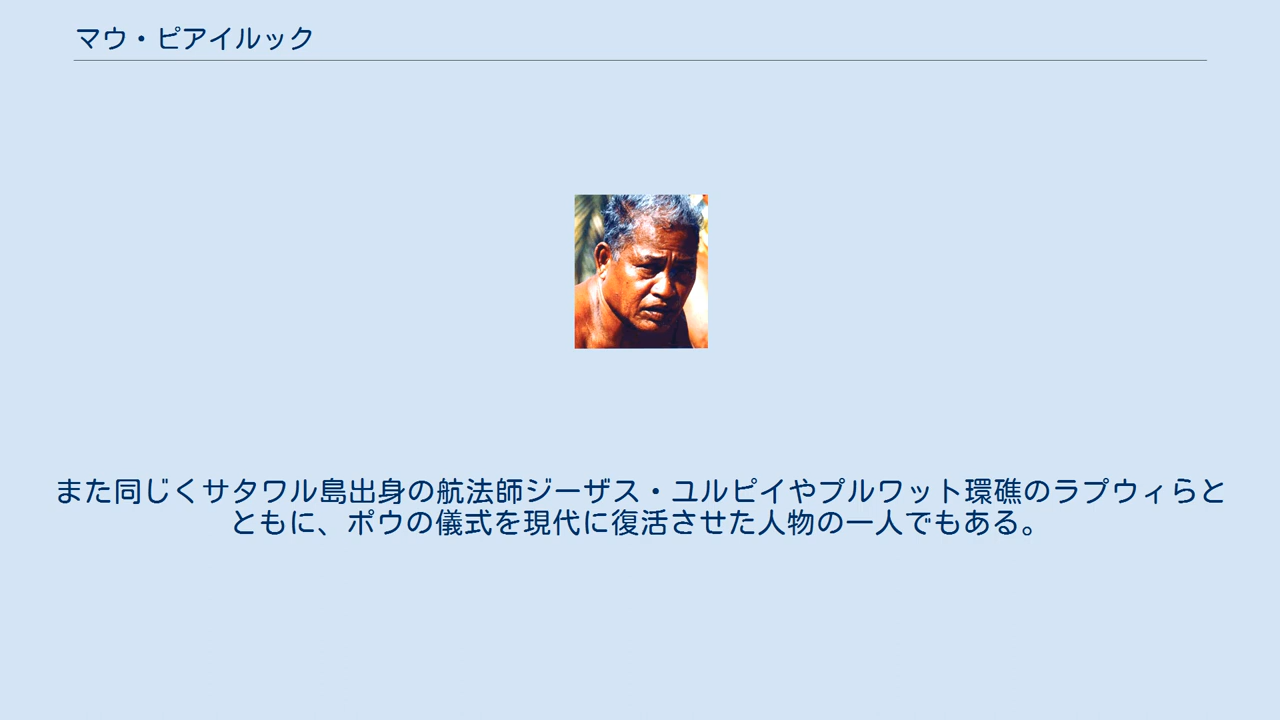 マウ・ピアイルック
また同じくサタワル島出身の航法師ジーザス・ユルピイやプルワット環礁のラプウィらと
ともに、ポウの儀式を現代に復活させた人物の一人でもある。